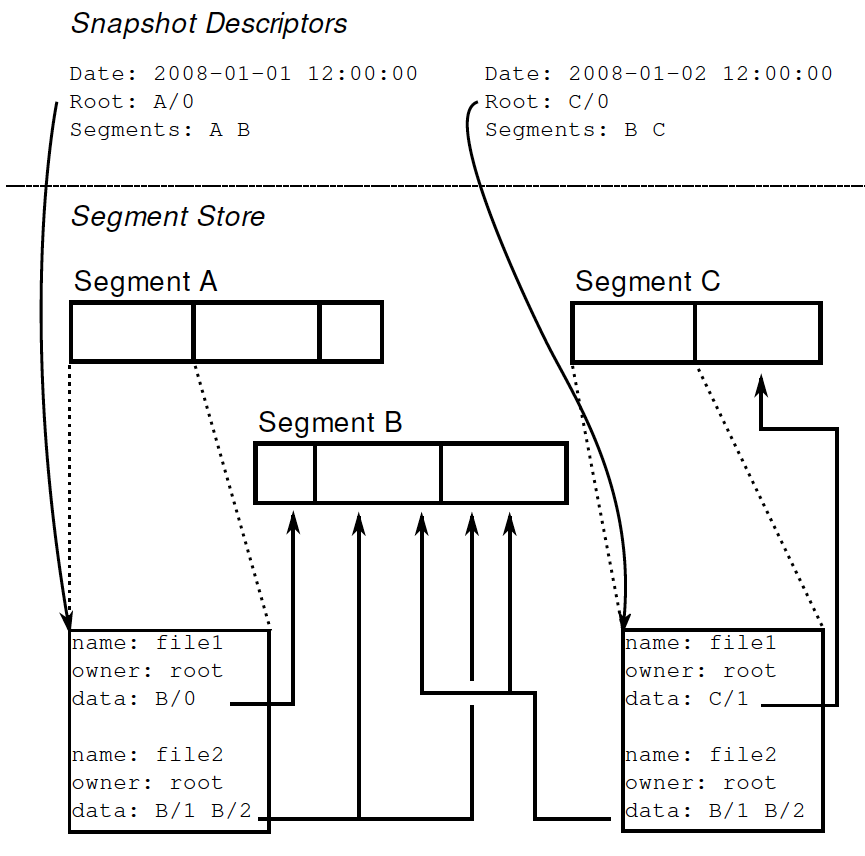 Snapshot Descriptors
Date: 2008-01-01 12:00:00
Root: A/0
Segments: A B
Date: 2008-01-02 12:00:00
Root: C/0
Segments: B C
Segment Store
Segment A
Segment C
Segment B
name: file1
owner: root
data: B/0
name: file2
owner: root
data: B/1 B/2
name: file1
owner: root
data: C/1
name: file2
owner: root
data: B/1 B/2